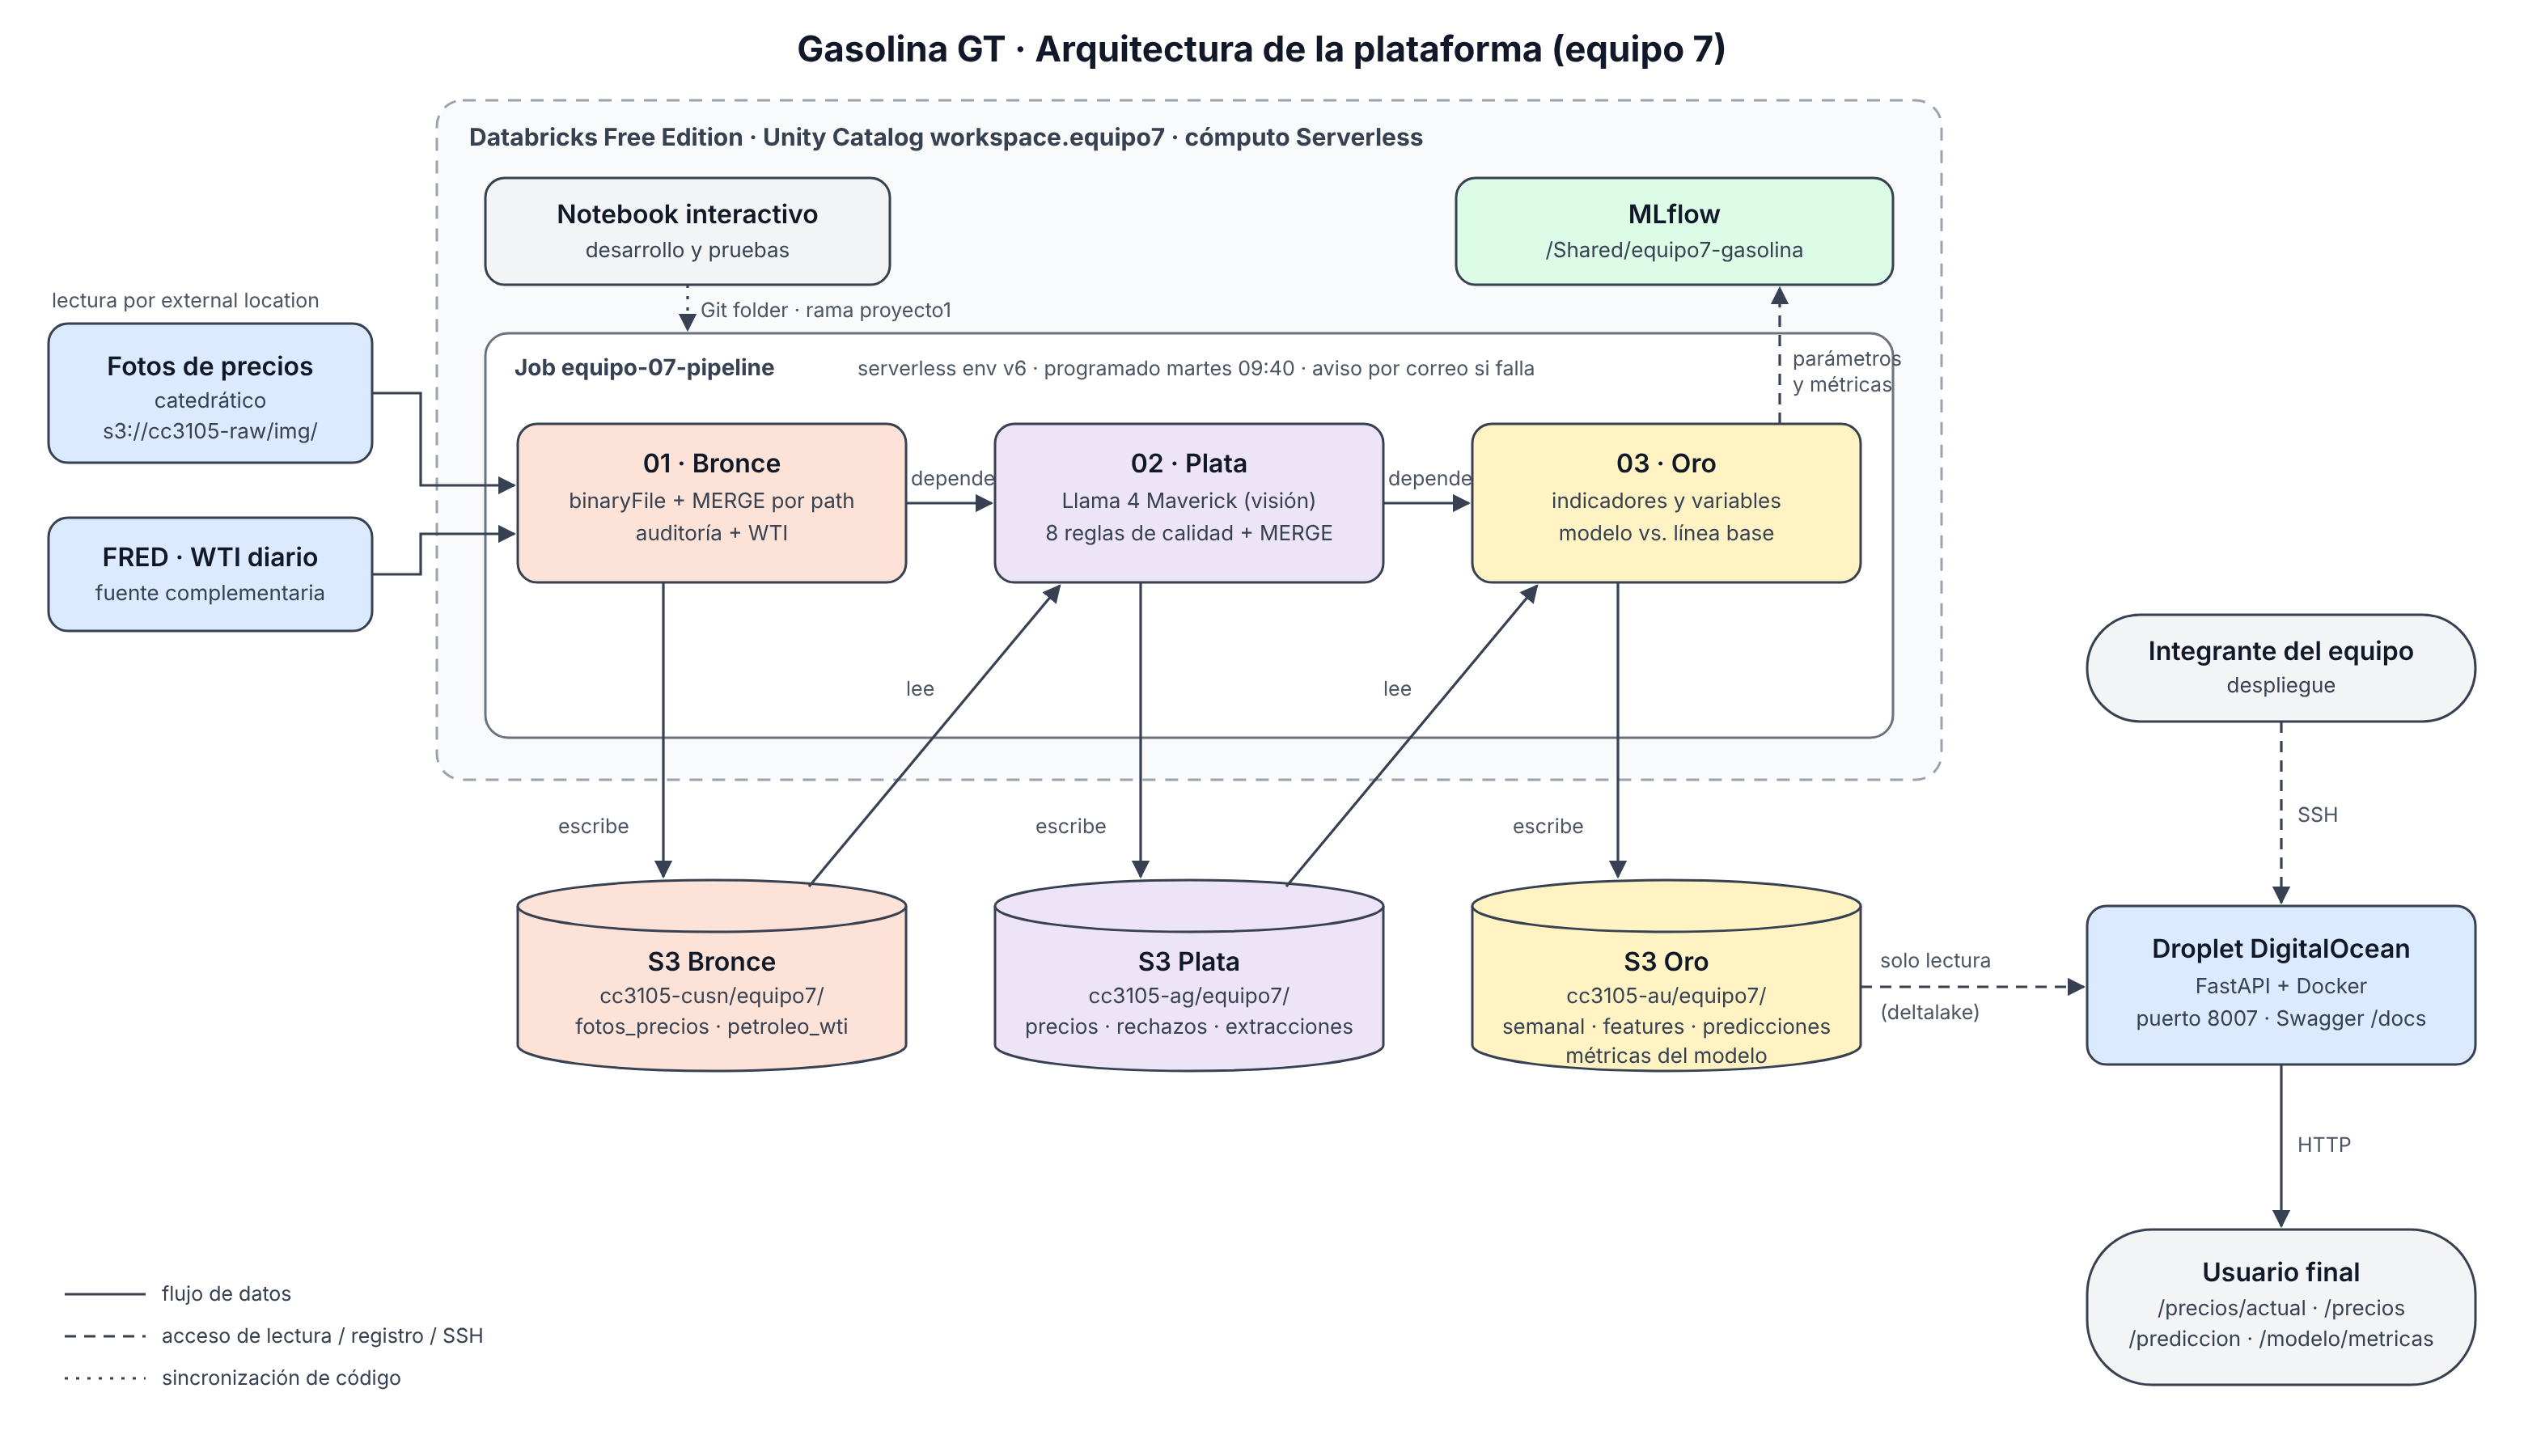 Gasolina GT · Arquitectura de la plataforma (equipo 7)
Databricks Free Edition · Unity Catalog workspace.equipo7 · cómputo Serverless
Notebook interactivo
desarrollo y pruebas
MLflow
/Shared/equipo7-gasolina
Git folder · rama proyecto1
lectura por external location
Fotos de precios
catedrático
s3://cc3105-raw/img/
FRED · WTI diario
fuente complementaria
Job equipo-07-pipeline
serverless env v6 · programado martes 09:40 · aviso por correo si falla
parámetros
y métricas
01 · Bronce
binaryFile + MERGE por path
auditoría + WTI
depende
02 · Plata
Llama 4 Maverick (visión)
8 reglas de calidad + MERGE
depende
03 · Oro
indicadores y variables
modelo vs. línea base
lee
lee
escribe
escribe
escribe
S3 Bronce
cc3105-cusn/equipo7/
fotos_precios · petroleo_wti
S3 Plata
cc3105-ag/equipo7/
precios · rechazos · extracciones
S3 Oro
cc3105-au/equipo7/
semanal · features · predicciones
métricas del modelo
solo lectura
(deltalake)
Integrante del equipo
despliegue
SSH
Droplet DigitalOcean
FastAPI + Docker
puerto 8007 · Swagger /docs
HTTP
Usuario final
/precios/actual · /precios
/prediccion · /modelo/metricas
flujo de datos
acceso de lectura / registro / SSH
sincronización de código